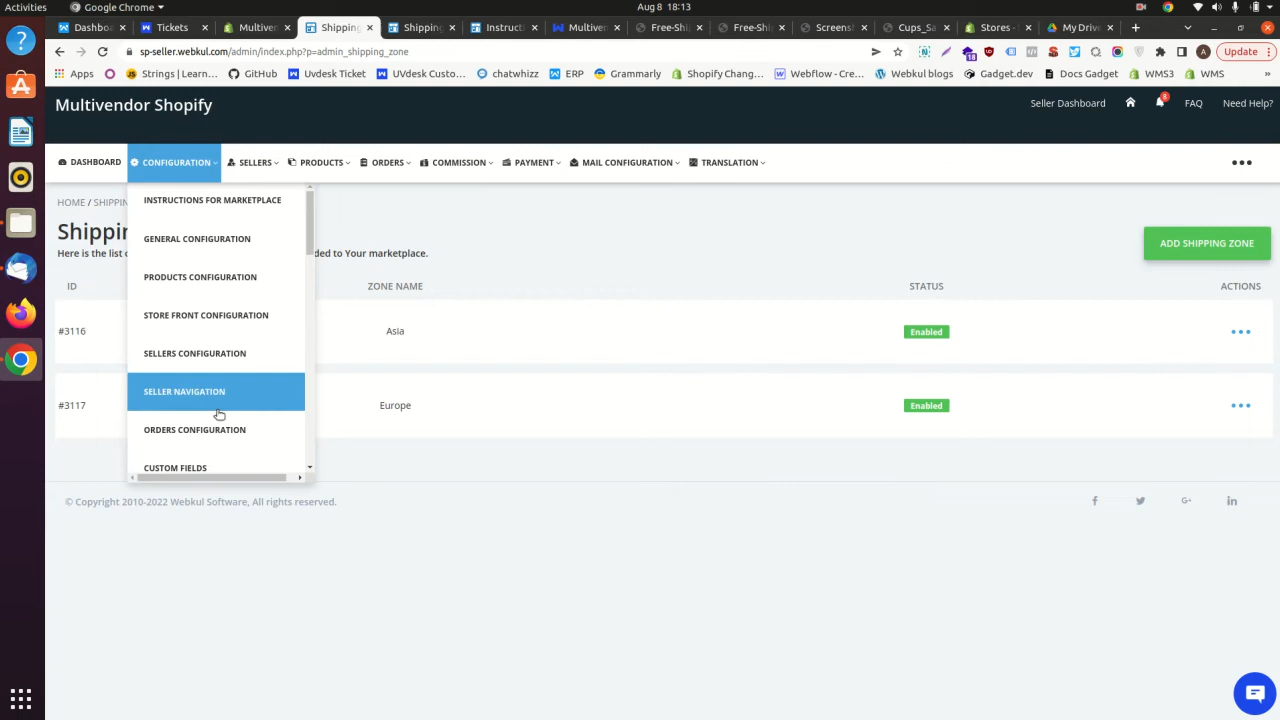 Activities
Google Chrome
Aug 8 18:13
Dashbo
Tickets
Multiven
Shipping
Shipping
Instruct
Multiven
Free-Shi
Free-Shi
Screensh
Cups_Sa
Stores -
My Drive
sp-seller.webkul.com/admin/index.php?p=admin_shipping_zone
18
A
Update
Apps
Strings | Learn...
GitHub
Uvdesk Ticket
UVdesk Custo...
chatwhizz
ERP
Grammarly
Shopify Chang...
Webflow - Cre...
Webkul blogs
Gadget.dev
Docs Gadget
WMS3
WMS
»
Multivendor Shopify
Seller Dashboard
8
FAQ
Need Help?
DASHBOARD
CONFIGURATION
SELLERS
PRODUCTS
ORDERS
COMMISSION
PAYMENT
MAIL CONFIGURATION
TRANSLATION
HOME / SHIPPIN
INSTRUCTIONS FOR MARKETPLACE
GENERAL CONFIGURATION
PRODUCTS CONFIGURATION
STORE FRONT CONFIGURATION
SELLERS CONFIGURATION
SELLER NAVIGATION
ORDERS CONFIGURATION
CUSTOM FIELDS
Shippin
Here is the list
ded to Your marketplace.
ADD SHIPPING ZONE
ID
ZONE NAME
STATUS
ACTIONS
#3116
Asia
Enabled
#3117
Europe
Enabled
© Copyright 2010-2022 Webkul Software, All rights reserved.